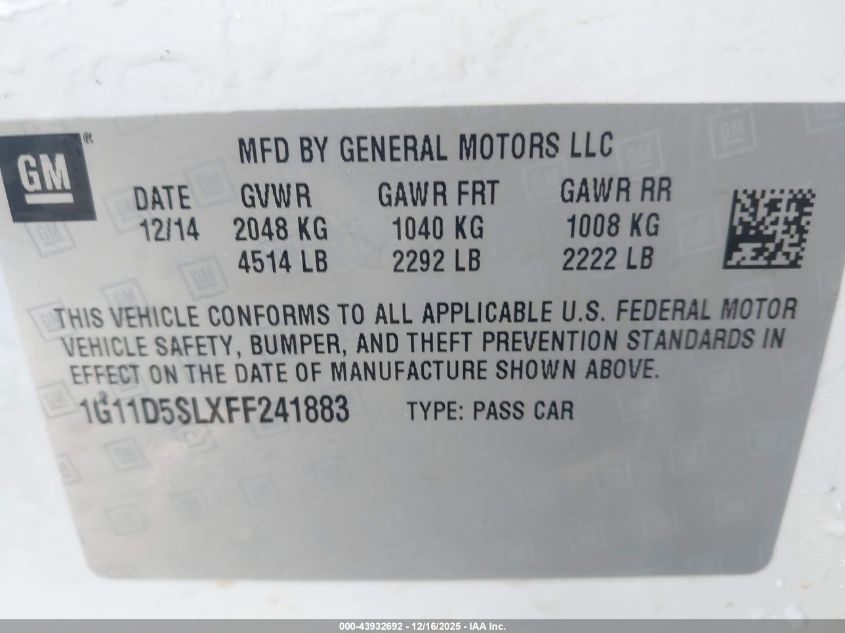 MFD BY GENERAL MOTORS LLC
GM®
DATE GVWR GAWR FRT GAWR RR
12/14 2048 KG 1040 KG 1008 KG
4514 LB 2292 LB 2222 LB
THIS VEHICLE CONFORMS TO ALL APPLICABLE U.S. FEDERAL MOTOR
VEHICLE SAFETY, BUMPER, AND THEFT PREVENTION STANDARDS IN
EFFECT ON THE DATE OF MANUFACTURE SHOWN ABOVE.
1G11D5SLXFF241883 TYPE: PASS CAR
000-43932692 - 12/16/2025 - IAA Inc.